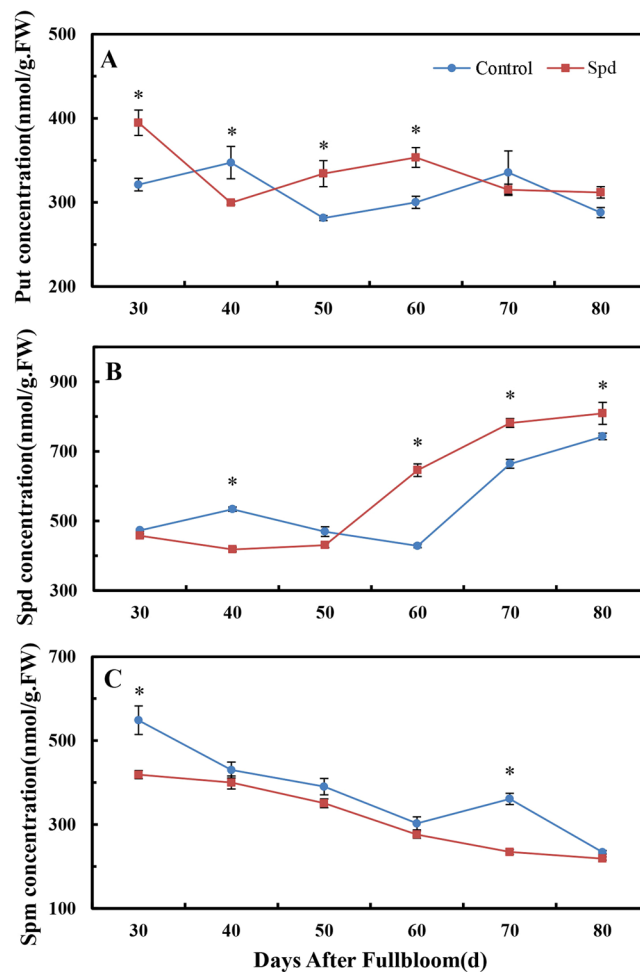 A
Control Spd
Put concentration(nmol/g.FW)
500
400
300
200
* * * *
30 40 50 60 70 80
B
Spd concentration(nmol/g.FW)
900
700
500
300
* * * *
30 40 50 60 70 80
C
Spm concentration(nmol/g.FW)
700
500
300
100
* *
30 40 50 60 70 80
Days After Fullbloom(d)